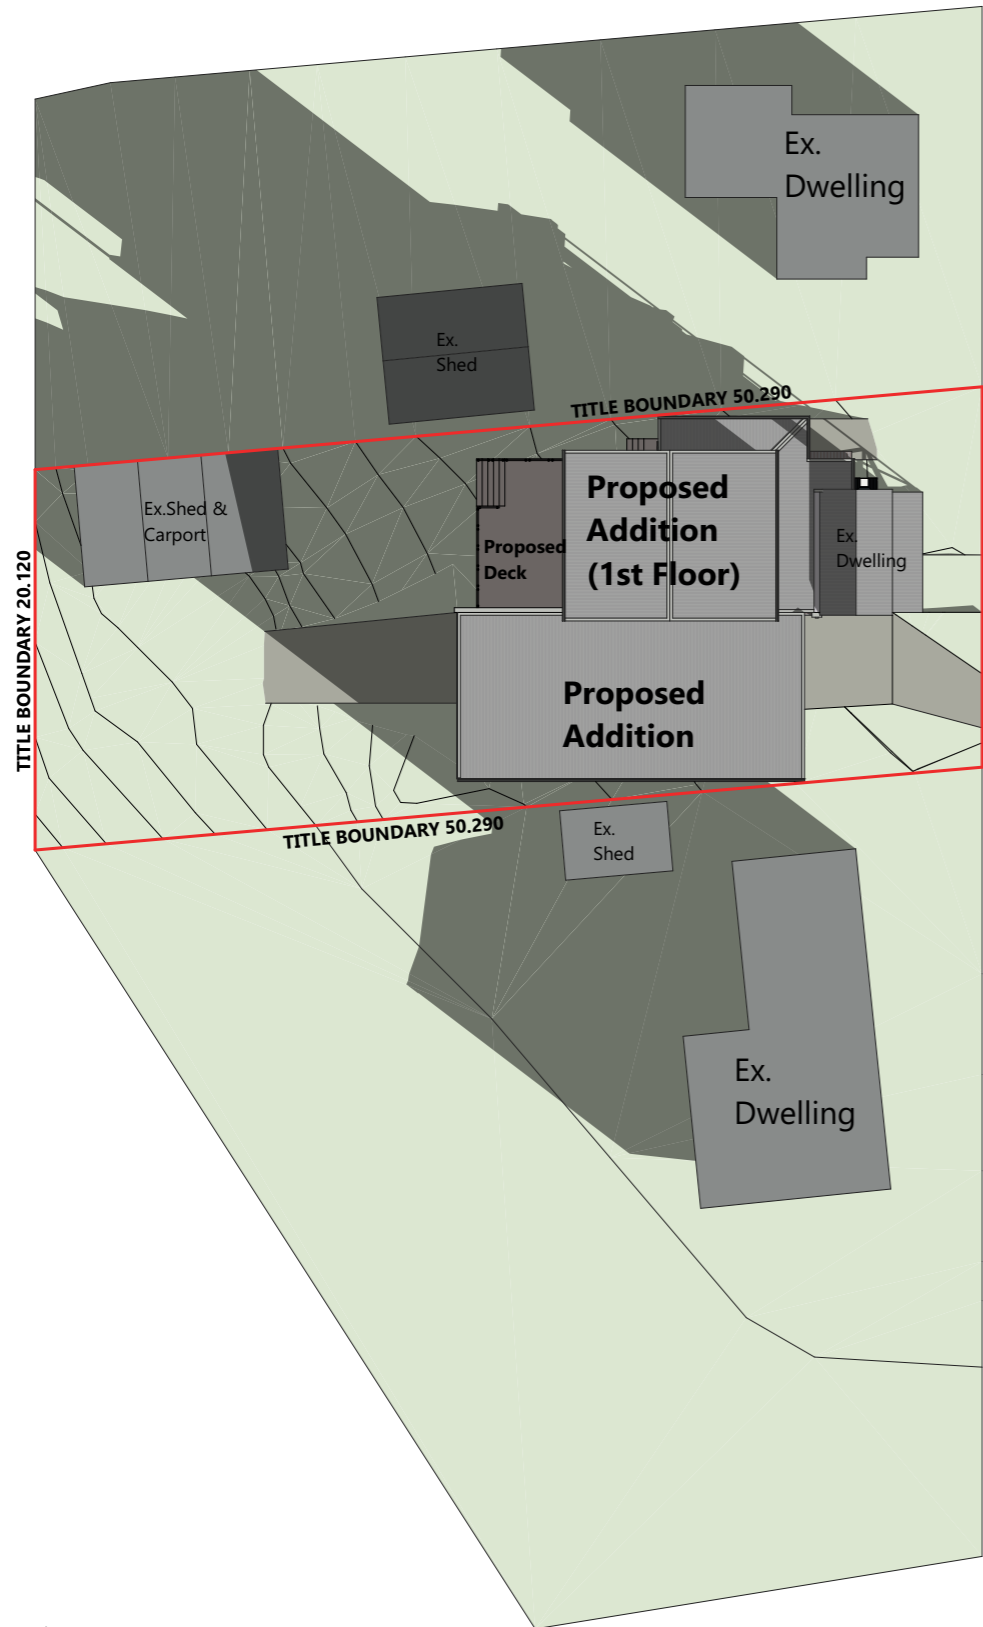 Ex.
Dwelling
Ex.
Shed
TITLE BOUNDARY 50.290
Ex.Shed &
Carport
Proposed
Addition
(1st Floor)
Proposed
Deck
Ex.
Dwelling
TITLE BOUNDARY 20.120
Proposed
Addition
TITLE BOUNDARY 50.290
Ex.
Shed
Ex.
Dwelling